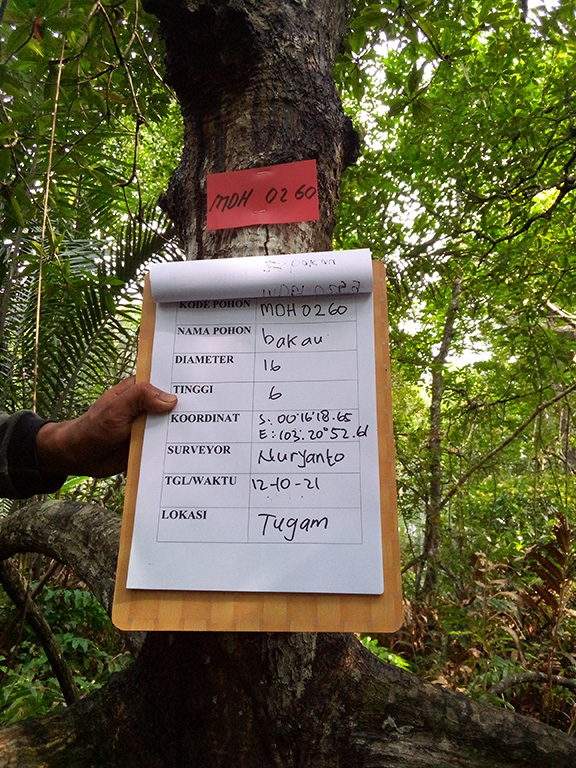 MDH 0260
KODE POHON MDH 0260
NAMA POHON bakau
DIAMETER 16
TINGGI 6
KOORDINAT S: 00°16'18.65
E: 103°.20°52.61
SURVEYOR Nuryanto
TGL/WAKTU 12-10-21
LOKASI Tugam